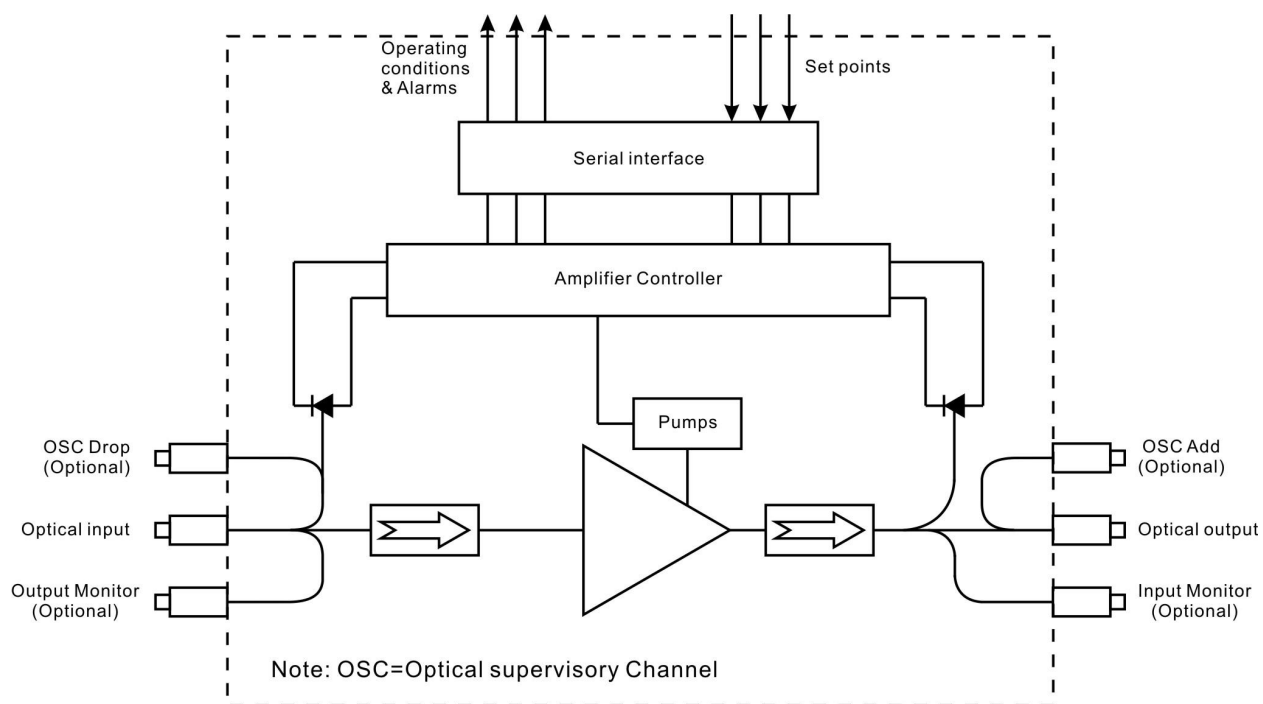 Operating
conditions
& Alarms
Set points
Serial interface
Amplifier Controller
Pumps
OSC Drop
(Optional)
OSC Add
(Optional)
Optical input
Optical output
Output Monitor
(Optional)
Input Monitor
(Optional)
Note: OSC=Optical supervisory Channel